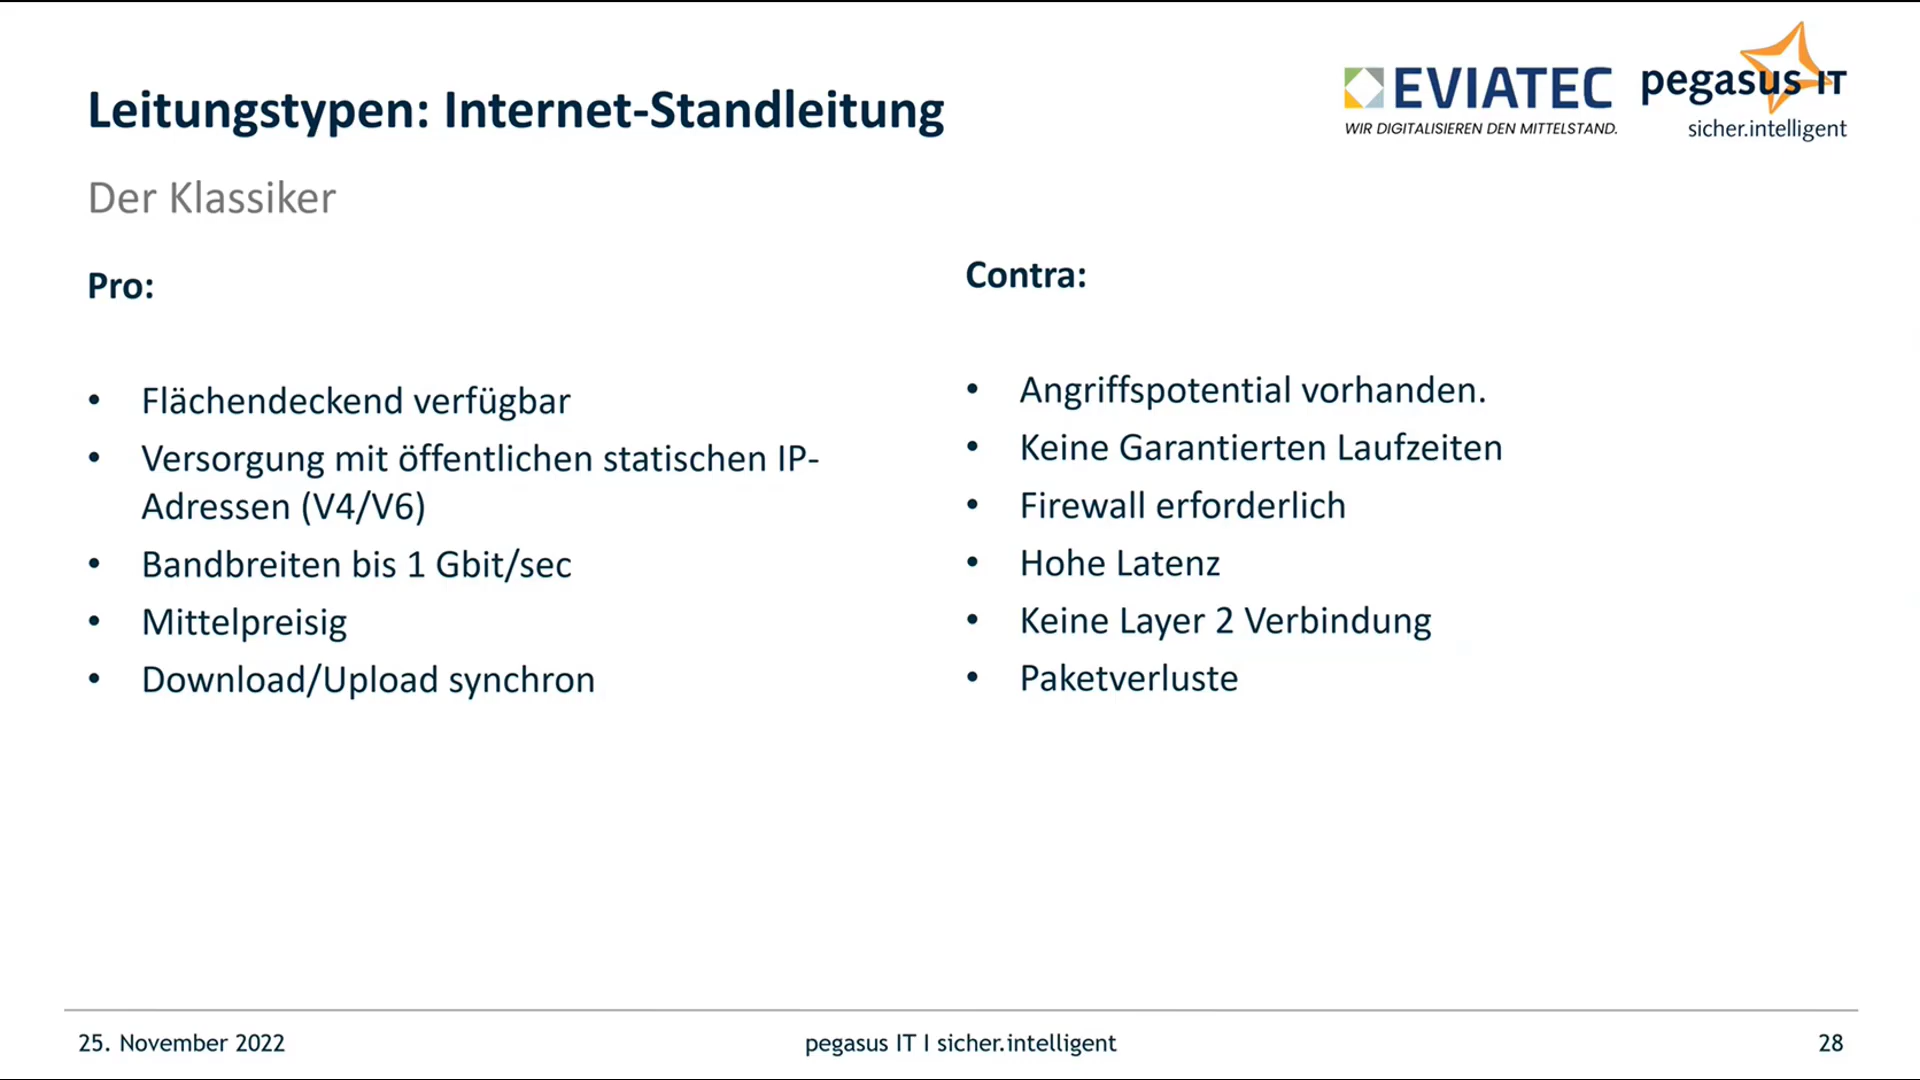 Leitungstypen: Internet-Standleitung
EVIATEC
WIR DIGITALISIEREN DEN MITTELSTAND.
pegasus IT
sicher.intelligent
Der Klassiker
Pro:
• Flächendeckend verfügbar
• Versorgung mit öffentlichen statischen IP-
Adressen (V4/V6)
• Bandbreiten bis 1 Gbit/sec
• Mittelpreisig
• Download/Upload synchron
Contra:
• Angriffspotential vorhanden.
• Keine Garantierten Laufzeiten
• Firewall erforderlich
• Hohe Latenz
• Keine Layer 2 Verbindung
• Paketverluste
25. November 2022
pegasus IT I sicher.intelligent
28